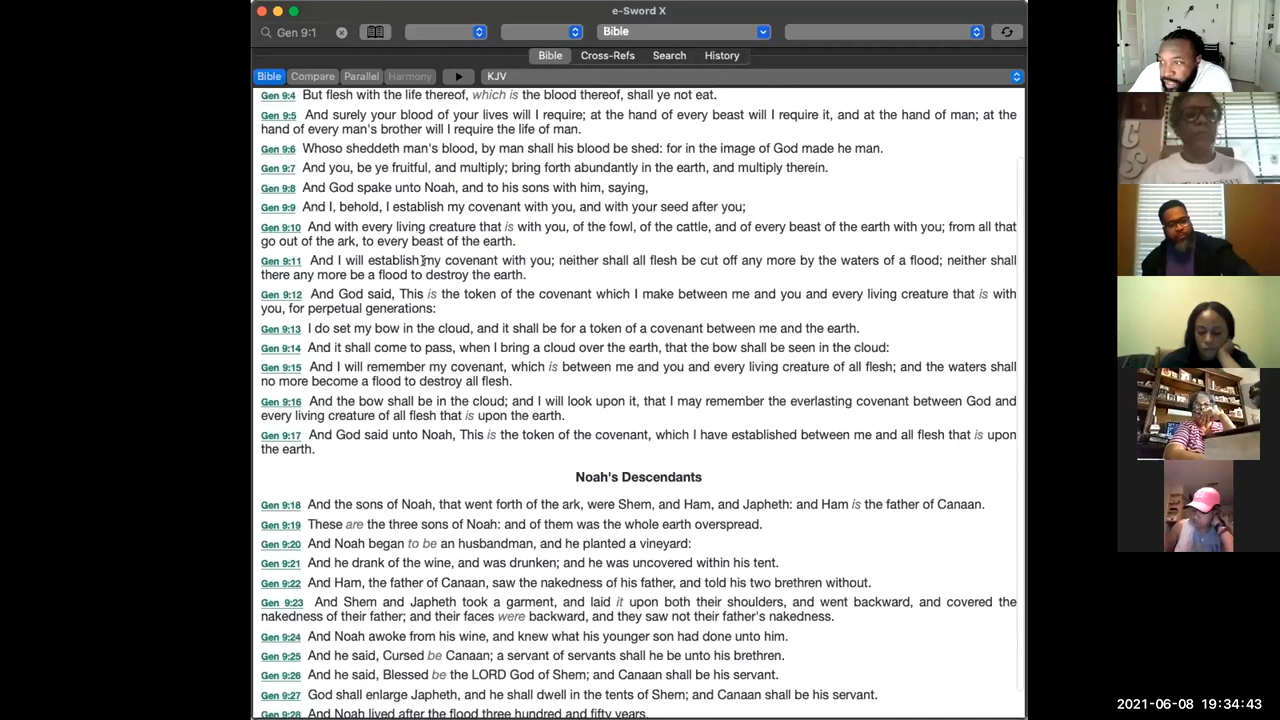 e-Sword X
Gen 9:1
Bible
Bible Cross-Refs Search History
Bible Compare Parallel Harmony KJV
Gen 9:4 But flesh with the life thereof, which is the blood thereof, shall ye not eat.
Gen 9:5 And surely your blood of your lives will I require; at the hand of every beast will I require it, and at the hand of man; at the
hand of every man's brother will I require the life of man.
Gen 9:6 Whoso sheddeth man's blood, by man shall his blood be shed: for in the image of God made he man.
Gen 9:7 And you, be ye fruitful, and multiply; bring forth abundantly in the earth, and multiply therein.
Gen 9:8 And God spake unto Noah, and to his sons with him, saying,
Gen 9:9 And I, behold, I establish my covenant with you, and with your seed after you;
Gen 9:10 And with every living creature that is with you, of the fowl, of the cattle, and of every beast of the earth with you; from all that
go out of the ark, to every beast of the earth.
Gen 9:11 And I will establish my covenant with you; neither shall all flesh be cut off any more by the waters of a flood; neither shall
there any more be a flood to destroy the earth.
Gen 9:12 And God said, This is the token of the covenant which I make between me and you and every living creature that is with
you, for perpetual generations:
Gen 9:13 I do set my bow in the cloud, and it shall be for a token of a covenant between me and the earth.
Gen 9:14 And it shall come to pass, when I bring a cloud over the earth, that the bow shall be seen in the cloud:
Gen 9:15 And I will remember my covenant, which is between me and you and every living creature of all flesh; and the waters shall
no more become a flood to destroy all flesh.
Gen 9:16 And the bow shall be in the cloud; and I will look upon it, that I may remember the everlasting covenant between God and
every living creature of all flesh that is upon the earth.
Gen 9:17 And God said unto Noah, This is the token of the covenant, which I have established between me and all flesh that is upon
the earth.
Noah's Descendants
Gen 9:18 And the sons of Noah, that went forth of the ark, were Shem, and Ham, and Japheth: and Ham is the father of Canaan.
Gen 9:19 These are the three sons of Noah: and of them was the whole earth overspread.
Gen 9:20 And Noah began to be an husbandman, and he planted a vineyard:
Gen 9:21 And he drank of the wine, and was drunken; and he was uncovered within his tent.
Gen 9:22 And Ham, the father of Canaan, saw the nakedness of his father, and told his two brethren without.
Gen 9:23 And Shem and Japheth took a garment, and laid it upon both their shoulders, and went backward, and covered the
nakedness of their father; and their faces were backward, and they saw not their father's nakedness.
Gen 9:24 And Noah awoke from his wine, and knew what his younger son had done unto him.
Gen 9:25 And he said, Cursed be Canaan; a servant of servants shall he be unto his brethren.
Gen 9:26 And he said, Blessed be the LORD God of Shem; and Canaan shall be his servant.
Gen 9:27 God shall enlarge Japheth, and he shall dwell in the tents of Shem; and Canaan shall be his servant.
Gen 9:28 And Noah lived after the flood three hundred and fifty years.
2021-06-08 19:34:43